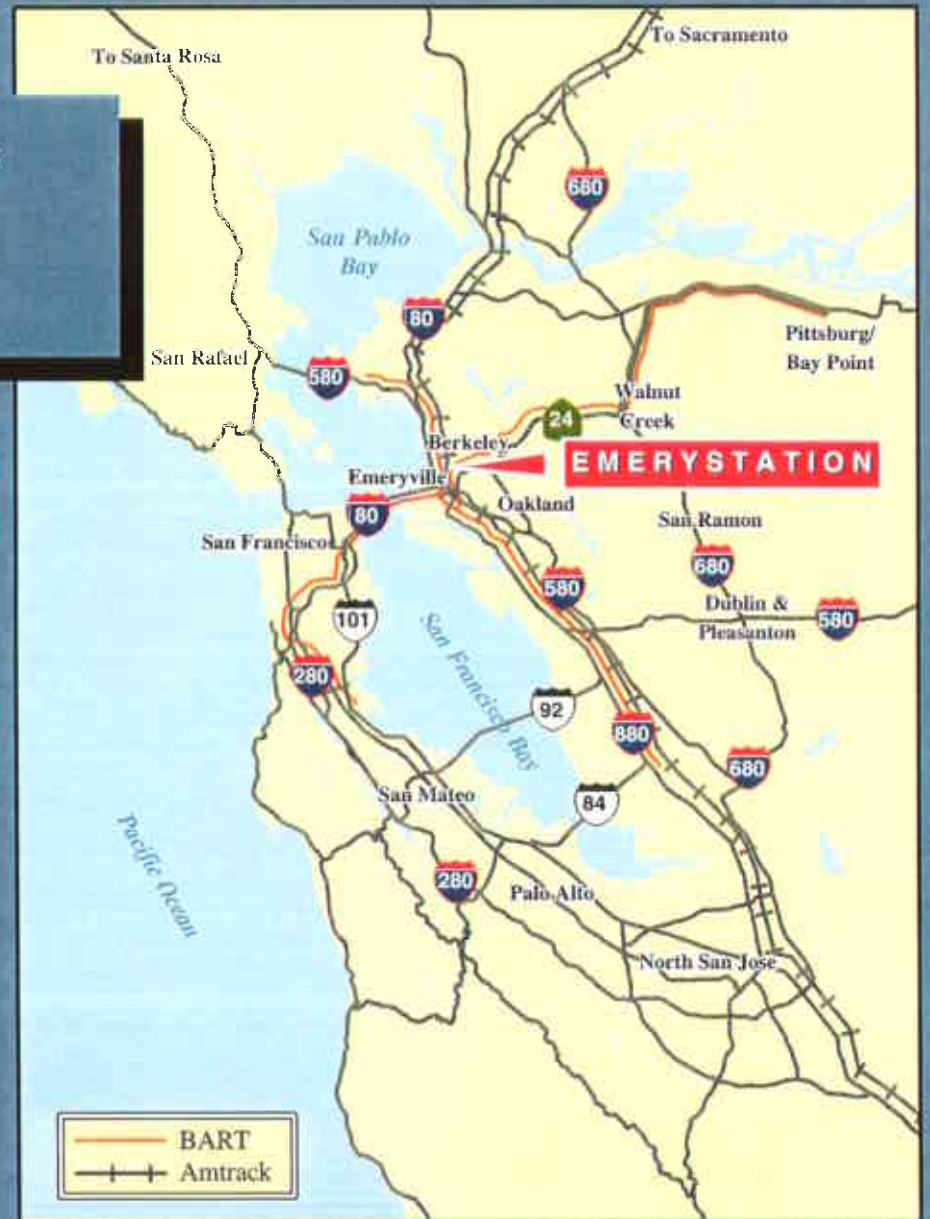 To Santa Rosa
To Sacramento
680
San Pablo
Bay
80
Pittsburg/
Bay Point
San Rafael
580
Walnut
Creek
24
Berkeley
EMERYSTATION
Emeryville
Oakland
80
San Ramon
San Francisco
680
580
Dublin &
Pleasanton
580
101
San Francisco Bay
280
92
880
680
San Mateo
84
Pacific Ocean
280
Palo Alto
North San Jose
BART
Amtrack